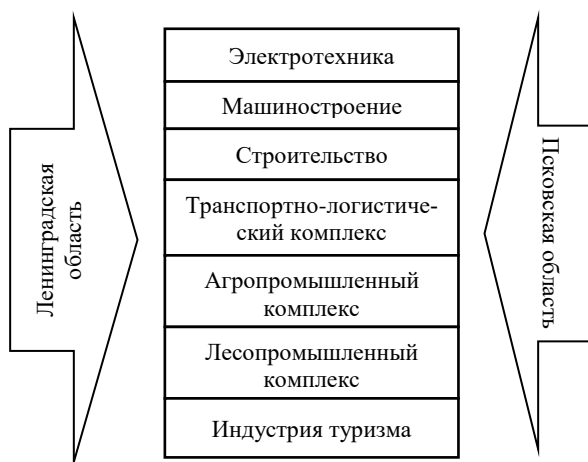 Ленинградская
область
Электротехника
Машиностроение
Строительство
Транспортно-логистиче-
ский комплекс
Агропромышленный
комплекс
Лесопромышленный
комплекс
Индустрия туризма
Псковская область